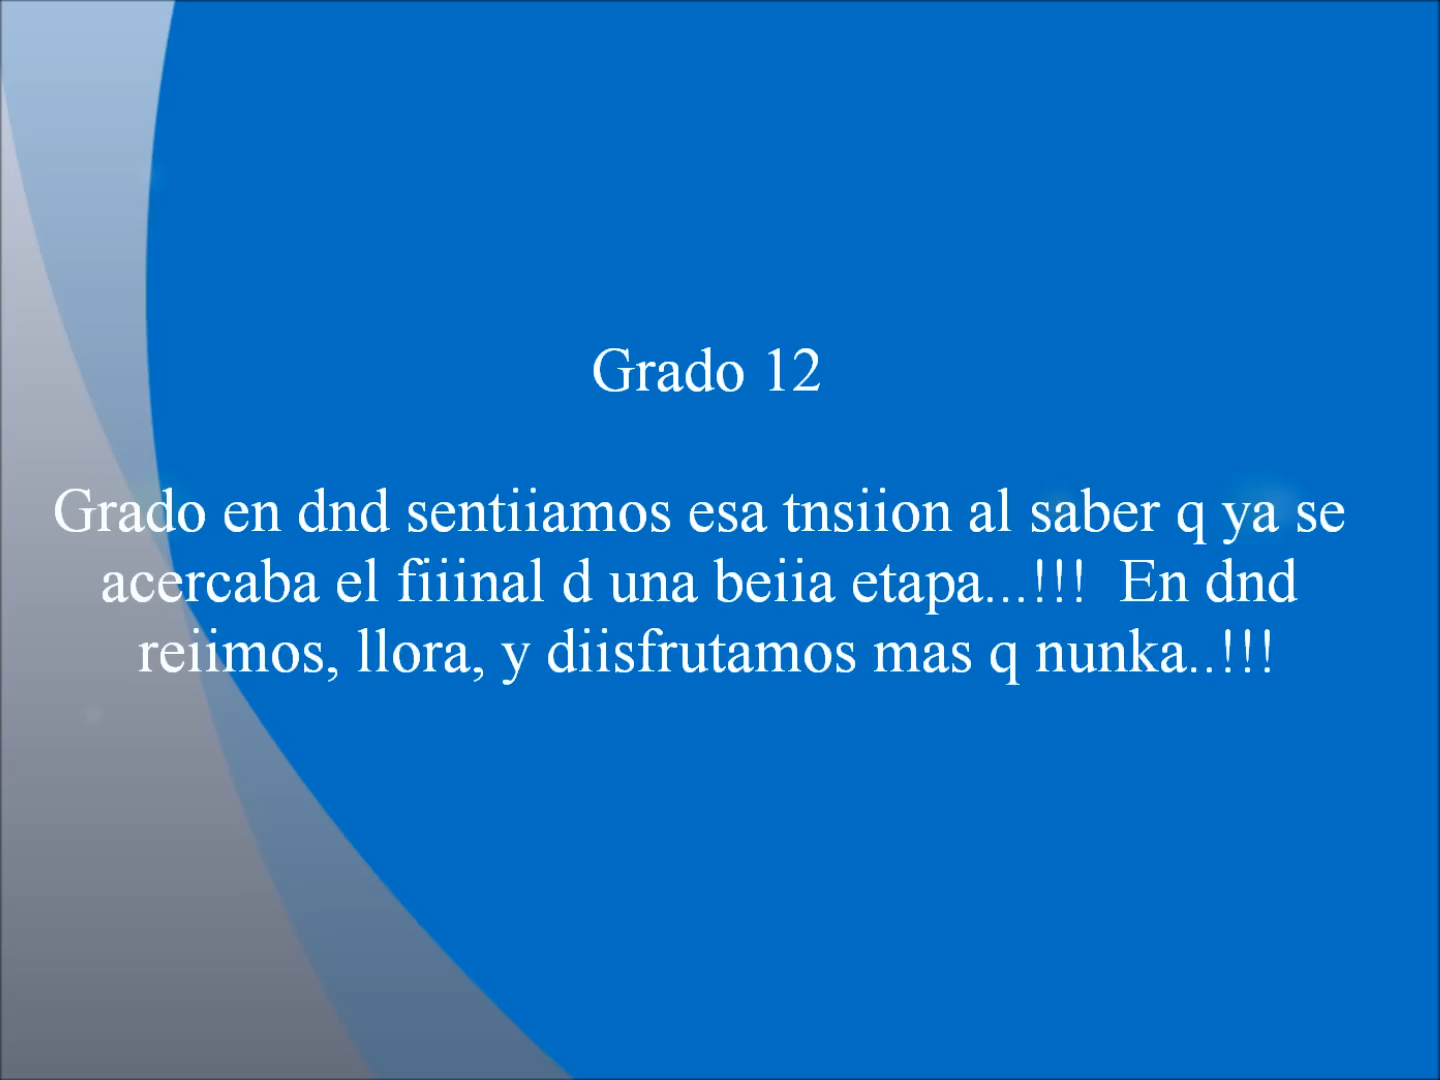 Grado 12
Grado en dnd sentiiamos esa tnsiion al saber q ya se
acercaba el fiiinal d una beiia etapa...!!! En dnd
reiimos, llora, y diisfrutamos mas q nunka..!!!